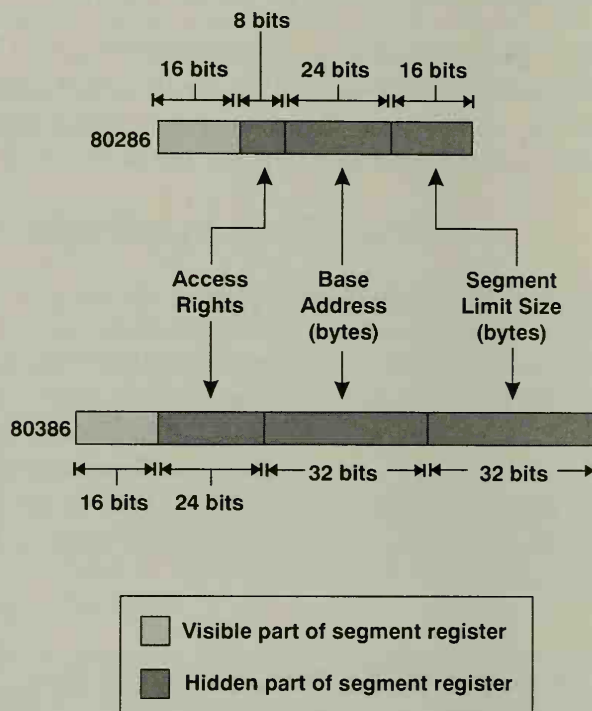 8 bits
16 bits
24 bits
16 bits
80286
Access
Rights
Base
Address
(bytes)
Segment
Limit Size
(bytes)
80386
16 bits
24 bits
32 bits
32 bits
Visible part of segment register
Hidden part of segment register